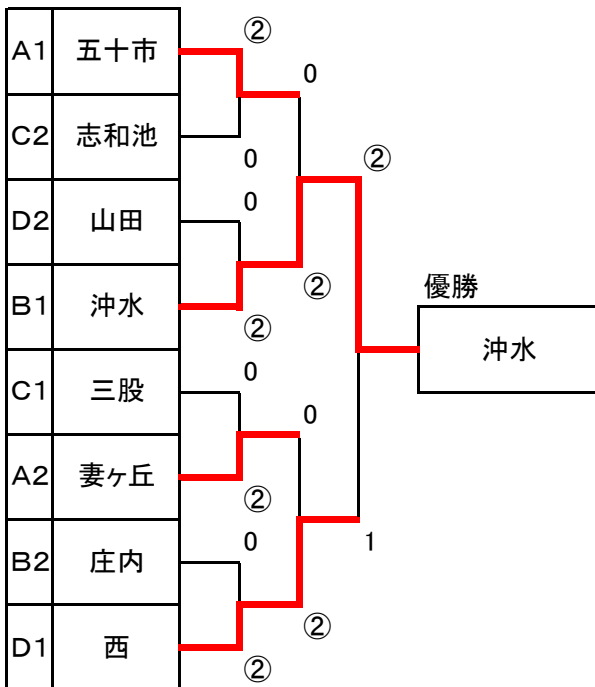 A1 五十市 ②
0
C2 志和池 0
②
D2 山田 0
B1 沖水 ②
②
優勝
沖水
C1 三股 0
0
A2 妻ヶ丘 ②
B2 庄内 0
1
②
D1 西 ②